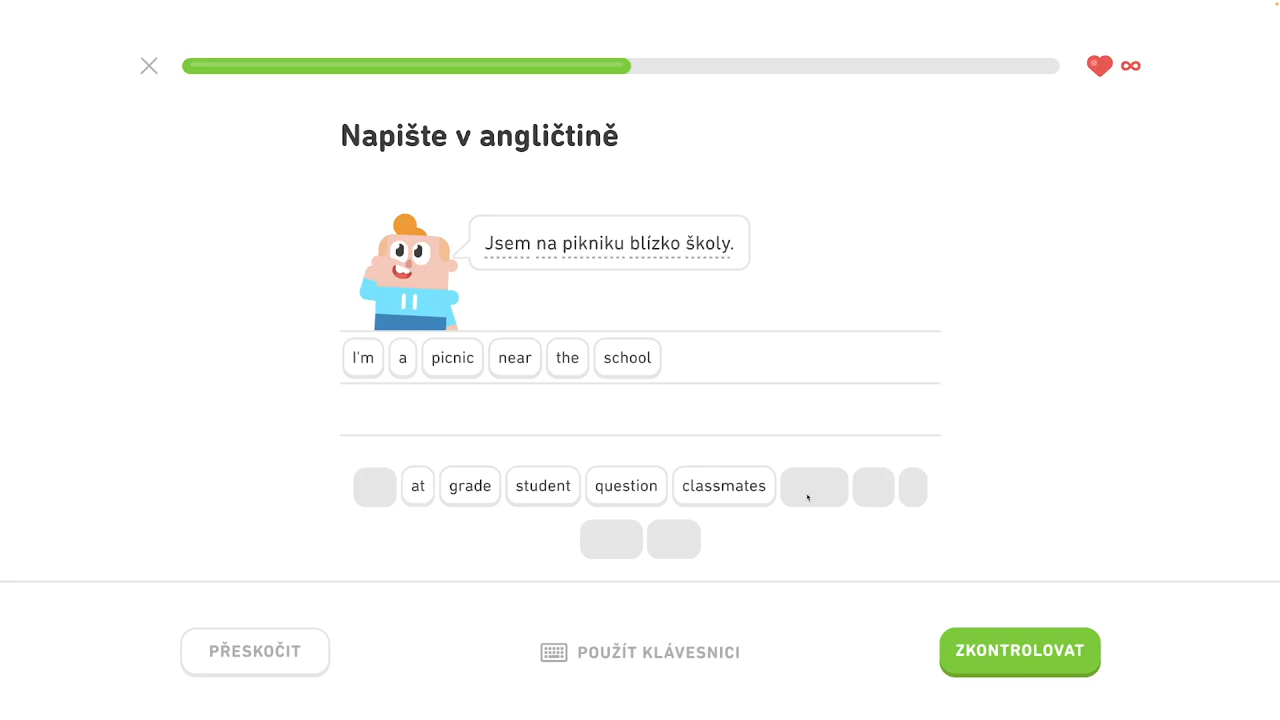 Napište v angličtině
Jsem na pikniku blízko školy.
I'm a picnic near the school
at grade student question classmates
PŘESKOČIT POUŽÍT KLÁVESNICI ZKONTROLOVAT